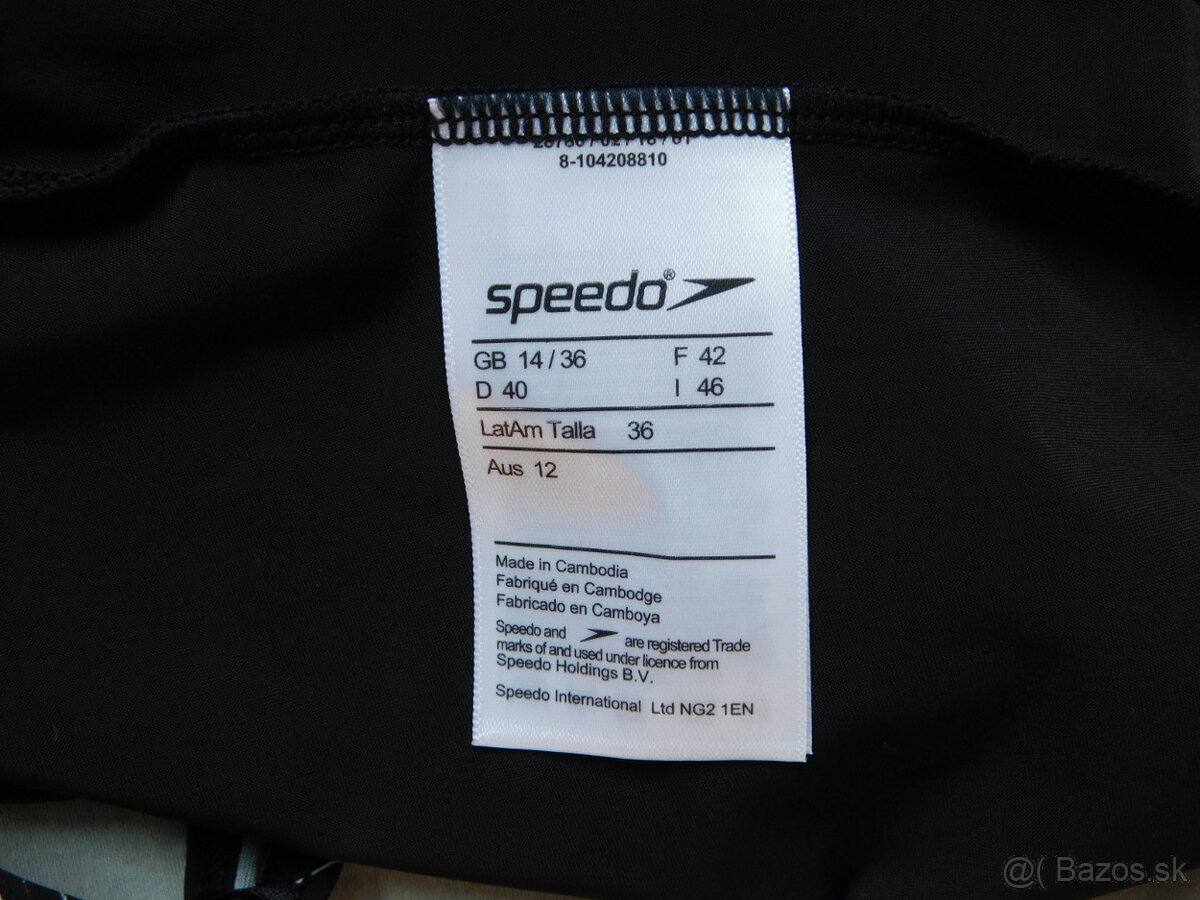 8-104208810
speedo®
GB 14 / 36 F 42
D 40 I 46
LatAm Talla 36
Aus 12
Made in Cambodia
Fabriqué en Cambodge
Fabricado en Camboya
Speedo and are registered Trade
marks of and used under licence from
Speedo Holdings B.V.
Speedo International Ltd NG2 1EN
@( Bazos.sk